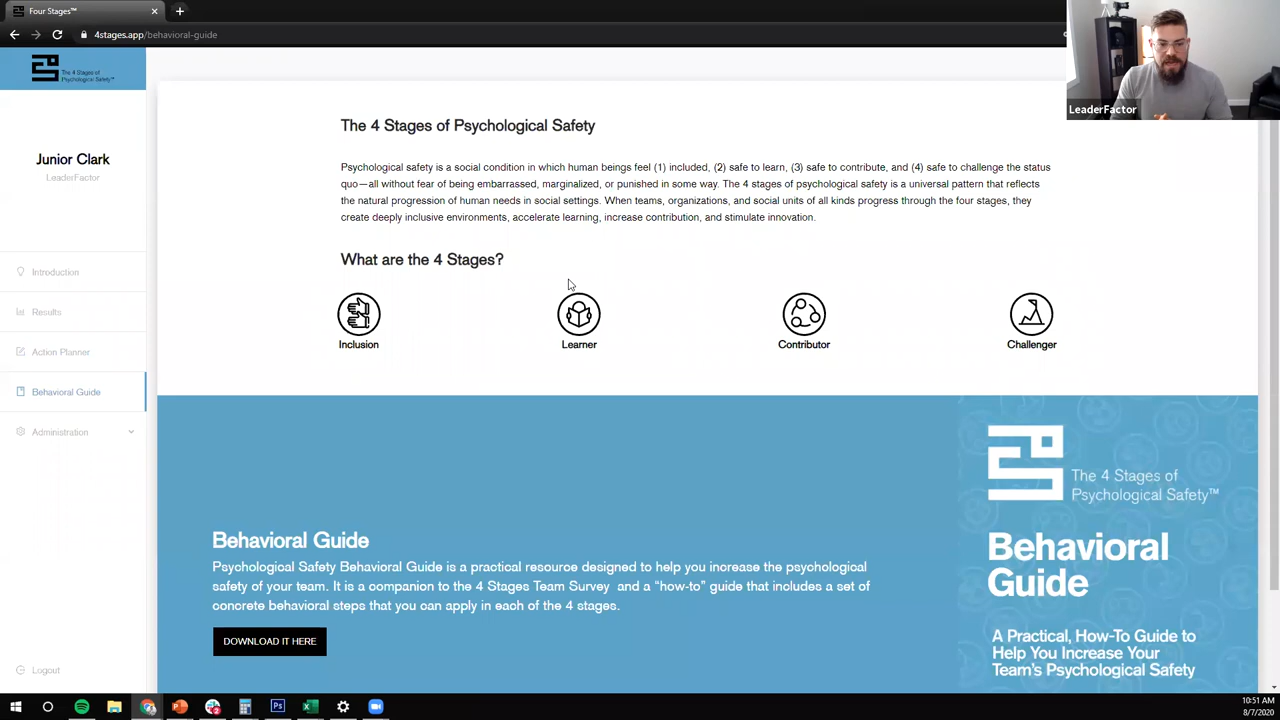 Four Stages™
4stages.app/behavioral-guide
LeaderFactor
The 4 Stages of
Psychological Safety™
Junior Clark
LeaderFactor
Introduction
Results
Action Planner
Behavioral Guide
Administration
Logout
The 4 Stages of Psychological Safety
Psychological safety is a social condition in which human beings feel (1) included, (2) safe to learn, (3) safe to contribute, and (4) safe to challenge the status
quo—all without fear of being embarrassed, marginalized, or punished in some way. The 4 stages of psychological safety is a universal pattern that reflects
the natural progression of human needs in social settings. When teams, organizations, and social units of all kinds progress through the four stages, they
create deeply inclusive environments, accelerate learning, increase contribution, and stimulate innovation.
What are the 4 Stages?
Inclusion
Learner
Contributor
Challenger
Behavioral Guide
Psychological Safety Behavioral Guide is a practical resource designed to help you increase the psychological
safety of your team. It is a companion to the 4 Stages Team Survey and a “how-to” guide that includes a set of
concrete behavioral steps that you can apply in each of the 4 stages.
DOWNLOAD IT HERE
The 4 Stages of
Psychological Safety™
Behavioral
Guide
A Practical, How-To Guide to
Help You Increase Your
Team's Psychological Safety
Ps
10:51 AM
8/7/2020